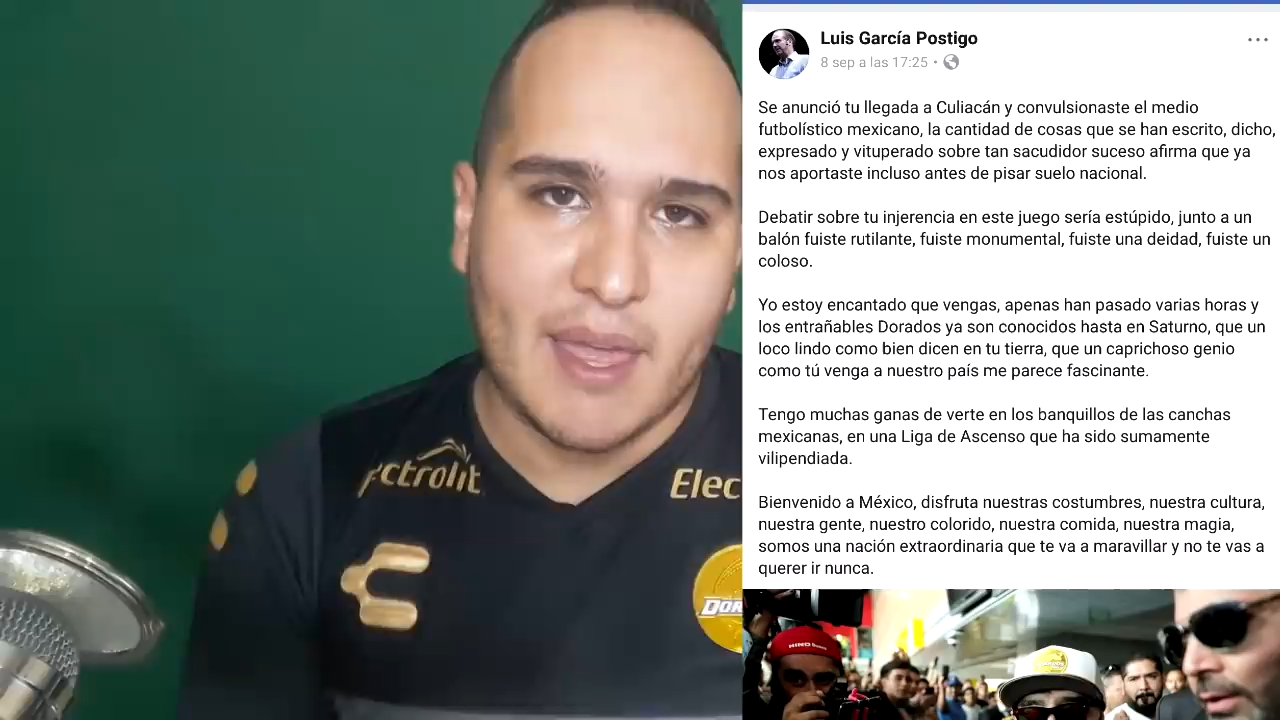 Luis García Postigo
8 sep a las 17:25
Se anunció tu llegada a Culiacán y convulsionaste el medio
futbolístico mexicano, la cantidad de cosas que se han escrito, dicho,
expresado y vituperado sobre tan sacudidor suceso afirma que ya
nos aportaste incluso antes de pisar suelo nacional.
Debatir sobre tu injerencia en este juego sería estúpido, junto a un
balón fuiste rutilante, fuiste monumental, fuiste una deidad, fuiste un
coloso.
Yo estoy encantado que vengas, apenas han pasado varias horas y
los entrañables Dorados ya son conocidos hasta en Saturno, que un
loco lindo como bien dicen en tu tierra, que un caprichoso genio
como tú venga a nuestro país me parece fascinante.
Tengo muchas ganas de verte en los banquillos de las canchas
mexicanas, en una Liga de Ascenso que ha sido sumamente
vilipendiada.
Bienvenido a México, disfruta nuestras costumbres, nuestra cultura,
nuestra gente, nuestro colorido, nuestra comida, nuestra magia,
somos una nación extraordinaria que te va a maravillar y no te vas a
querer ir nunca.
ectrolit
Elec
DOR